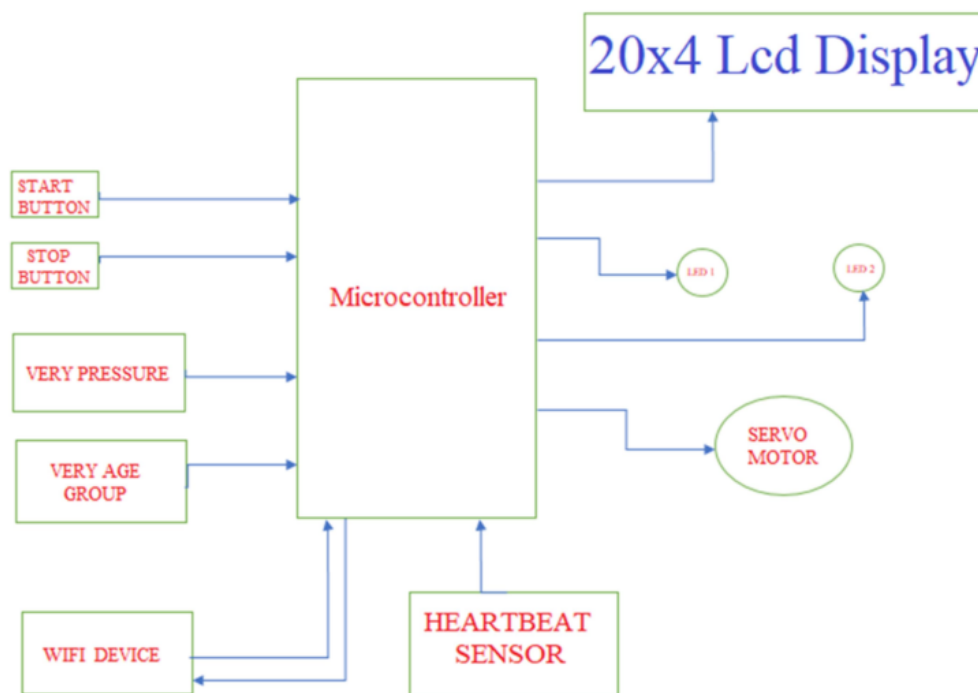 20x4 Lcd Display
START
BUTTON
STOP
BUTTON
Microcontroller
LED 1
LED 2
VERY PRESSURE
SERVO
MOTOR
VERY AGE
GROUP
WIFI DEVICE
HEARTBEAT
SENSOR